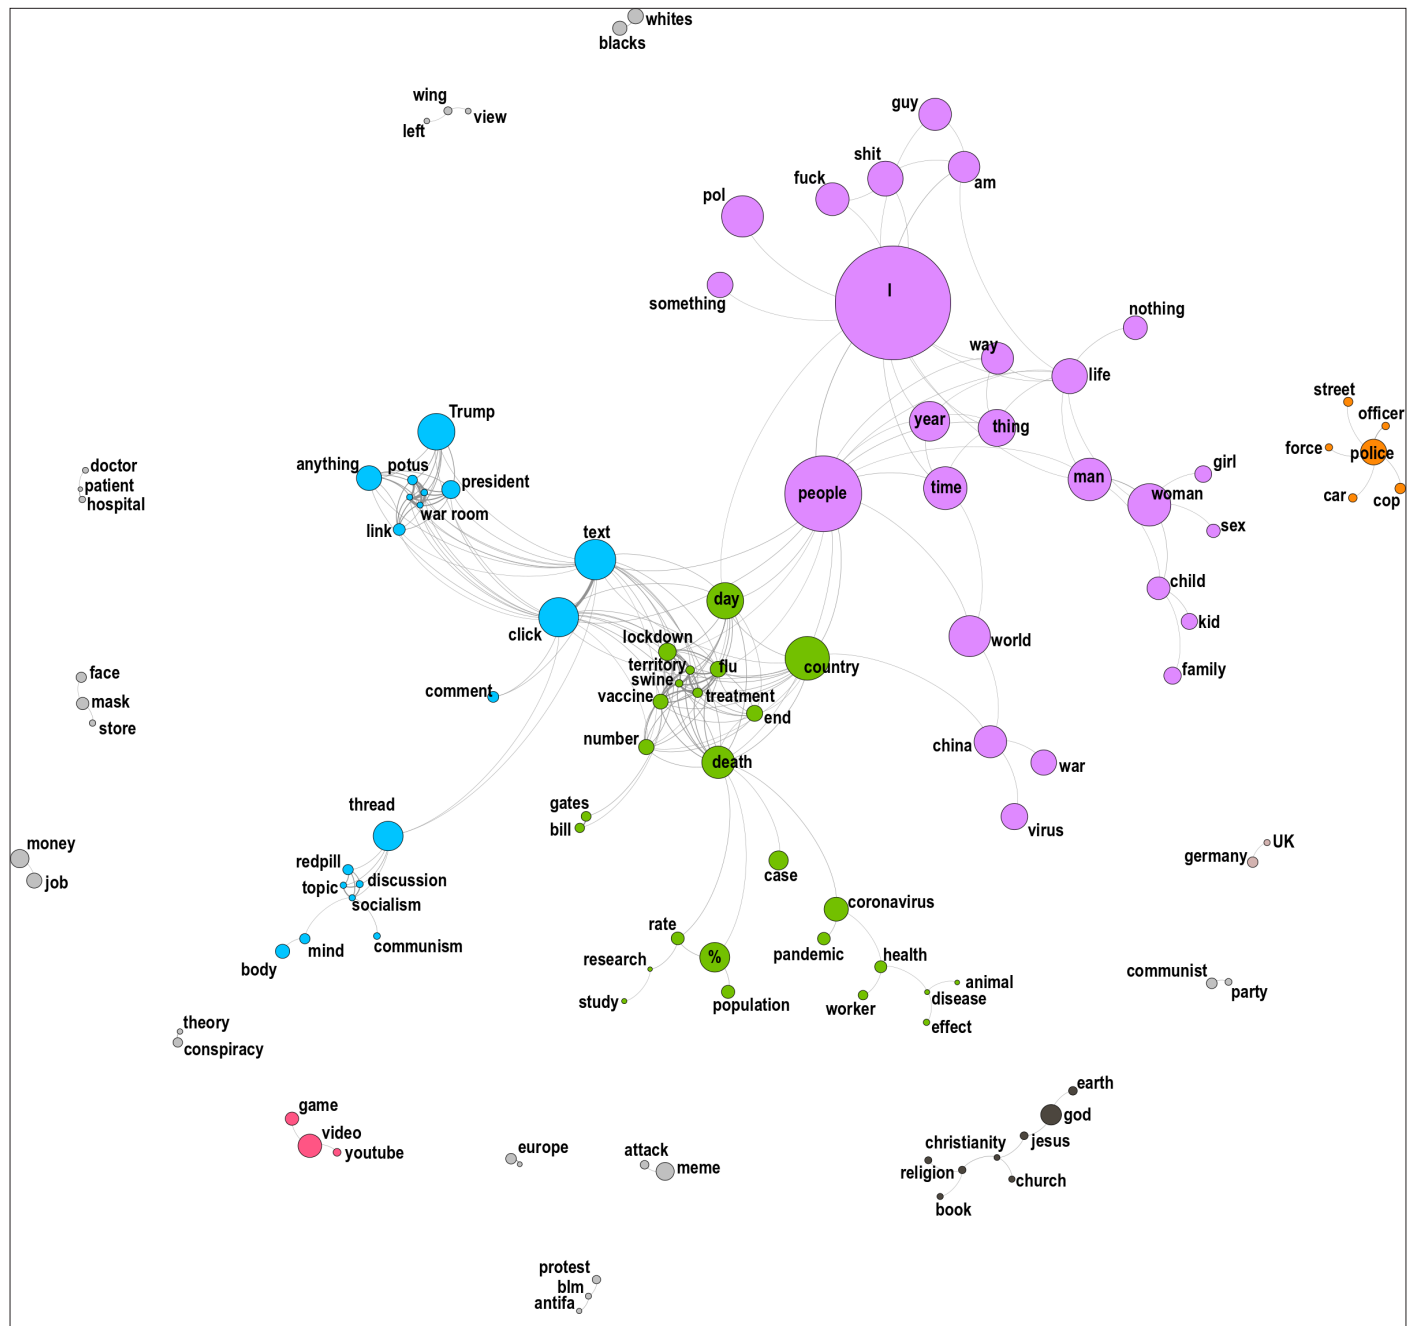 whites
blacks
wing
left
view
guy
shit
am
fuck
pol
I
something
nothing
way
life
street
officer
Trump
year
thing
police
force
anything
potus
president
doctor
patient
hospital
war room
link
people
time
man
woman
girl
car
cop
sex
text
click
day
child
kid
lockdown
territory
flu
swine
vaccine
treatment
country
world
family
face
mask
store
comment
end
number
death
china
war
gates
bill
thread
virus
money
job
redpill
topic
discussion
socialism
case
germany
UK
coronavirus
mind
body
communism
rate
%
pandemic
health
research
study
population
worker
animal
disease
effect
communist
party
theory
conspiracy
game
video
youtube
europe
attack
meme
earth
god
jesus
christianity
religion
church
book
protest
blm
antifa